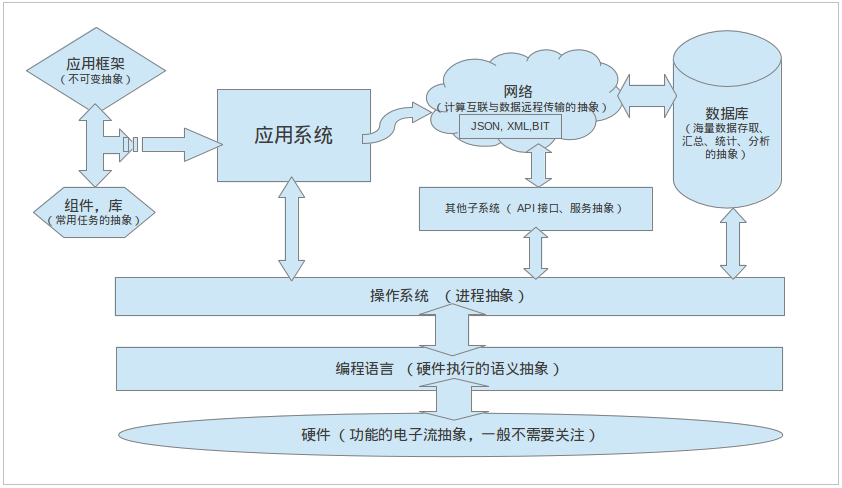 应用框架
（不可变抽象）
组件，库
（常用任务的抽象）
应用系统
网络
（计算互联与数据远程传输的抽象）
JSON, XML,BIT
数据库
（海量数据存取、
汇总、统计、分析
的抽象）
其他子系统（ API 接口、服务抽象）
操作系统 （进程抽象）
编程语言 （硬件执行的语义抽象）
硬件（功能的电子流抽象，一般不需要关注）